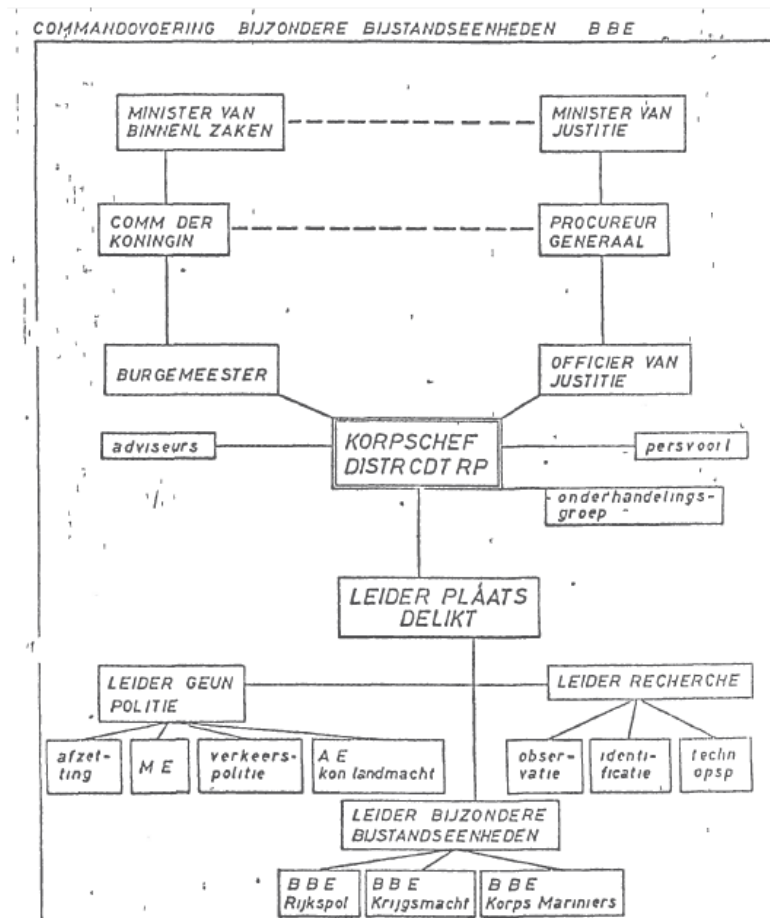 COMMANDOVOERING BIJZONDERE BIJSTANDSEENHEDEN B B E
MINISTER VAN
BINNENL ZAKEN
MINISTER VAN
JUSTITIE
COMM DER
KONINGIN
PROCUREUR
GENERAAL
BURGEMEESTER
OFFICIER VAN
JUSTITIE
adviseurs
KORPSCHEF
DISTR CDT RP
persvoorl
onderhandelings-
groep
LEIDER PLAATS
DELIKT
LEIDER GEUN
POLITIE
LEIDER RECHERCHE
afzet-
ting
M E
verkeers-
politie
A E
kon landmacht
obser-
vatie
identi-
ficatie
techn
opsp
LEIDER BIJZONDERE
BIJSTANDSEENHEDEN
B B E
Rijkspol
B B E
Krijgsmacht
B B E
Korps Mariniers